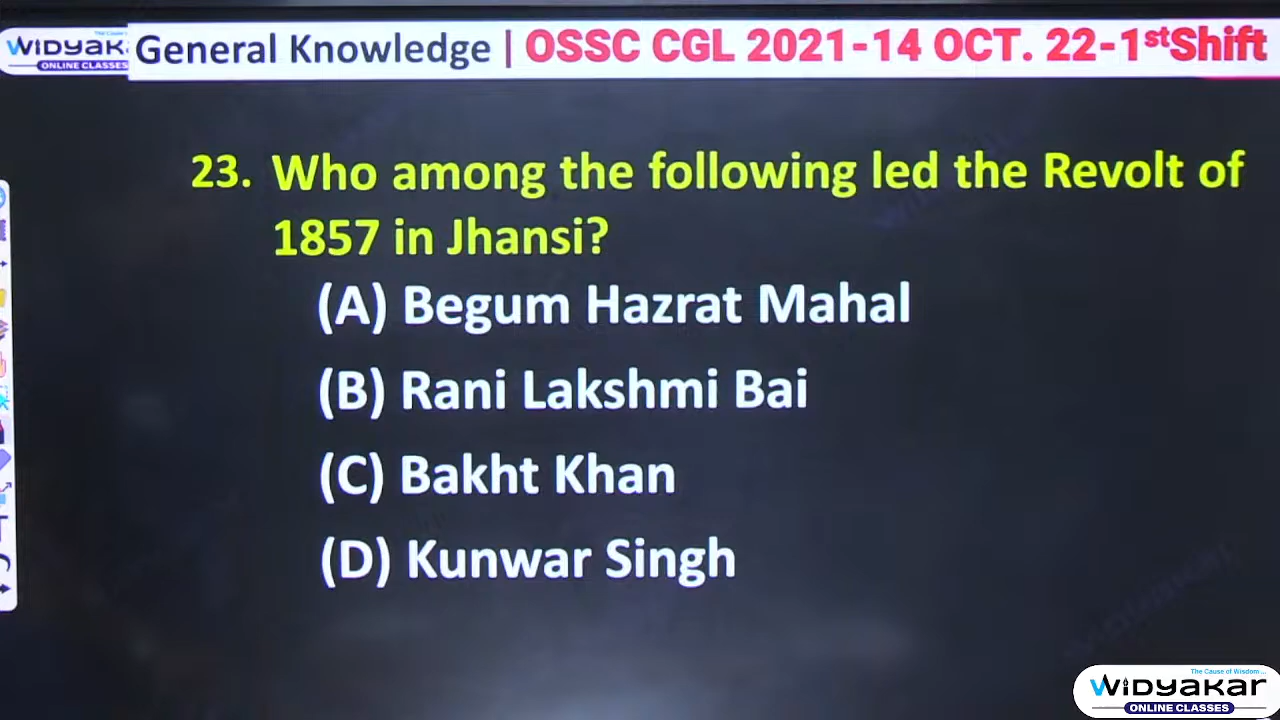 WIDYAK
ONLINE CLASSES
General Knowledge | OSSC CGL 2021-14 OCT. 22-1stShift
23. Who among the following led the Revolt of
1857 in Jhansi?
(A) Begum Hazrat Mahal
(B) Rani Lakshmi Bai
(C) Bakht Khan
(D) Kunwar Singh
The Cause of Wisdom...
WIDYAKAR
ONLINE CLASSES